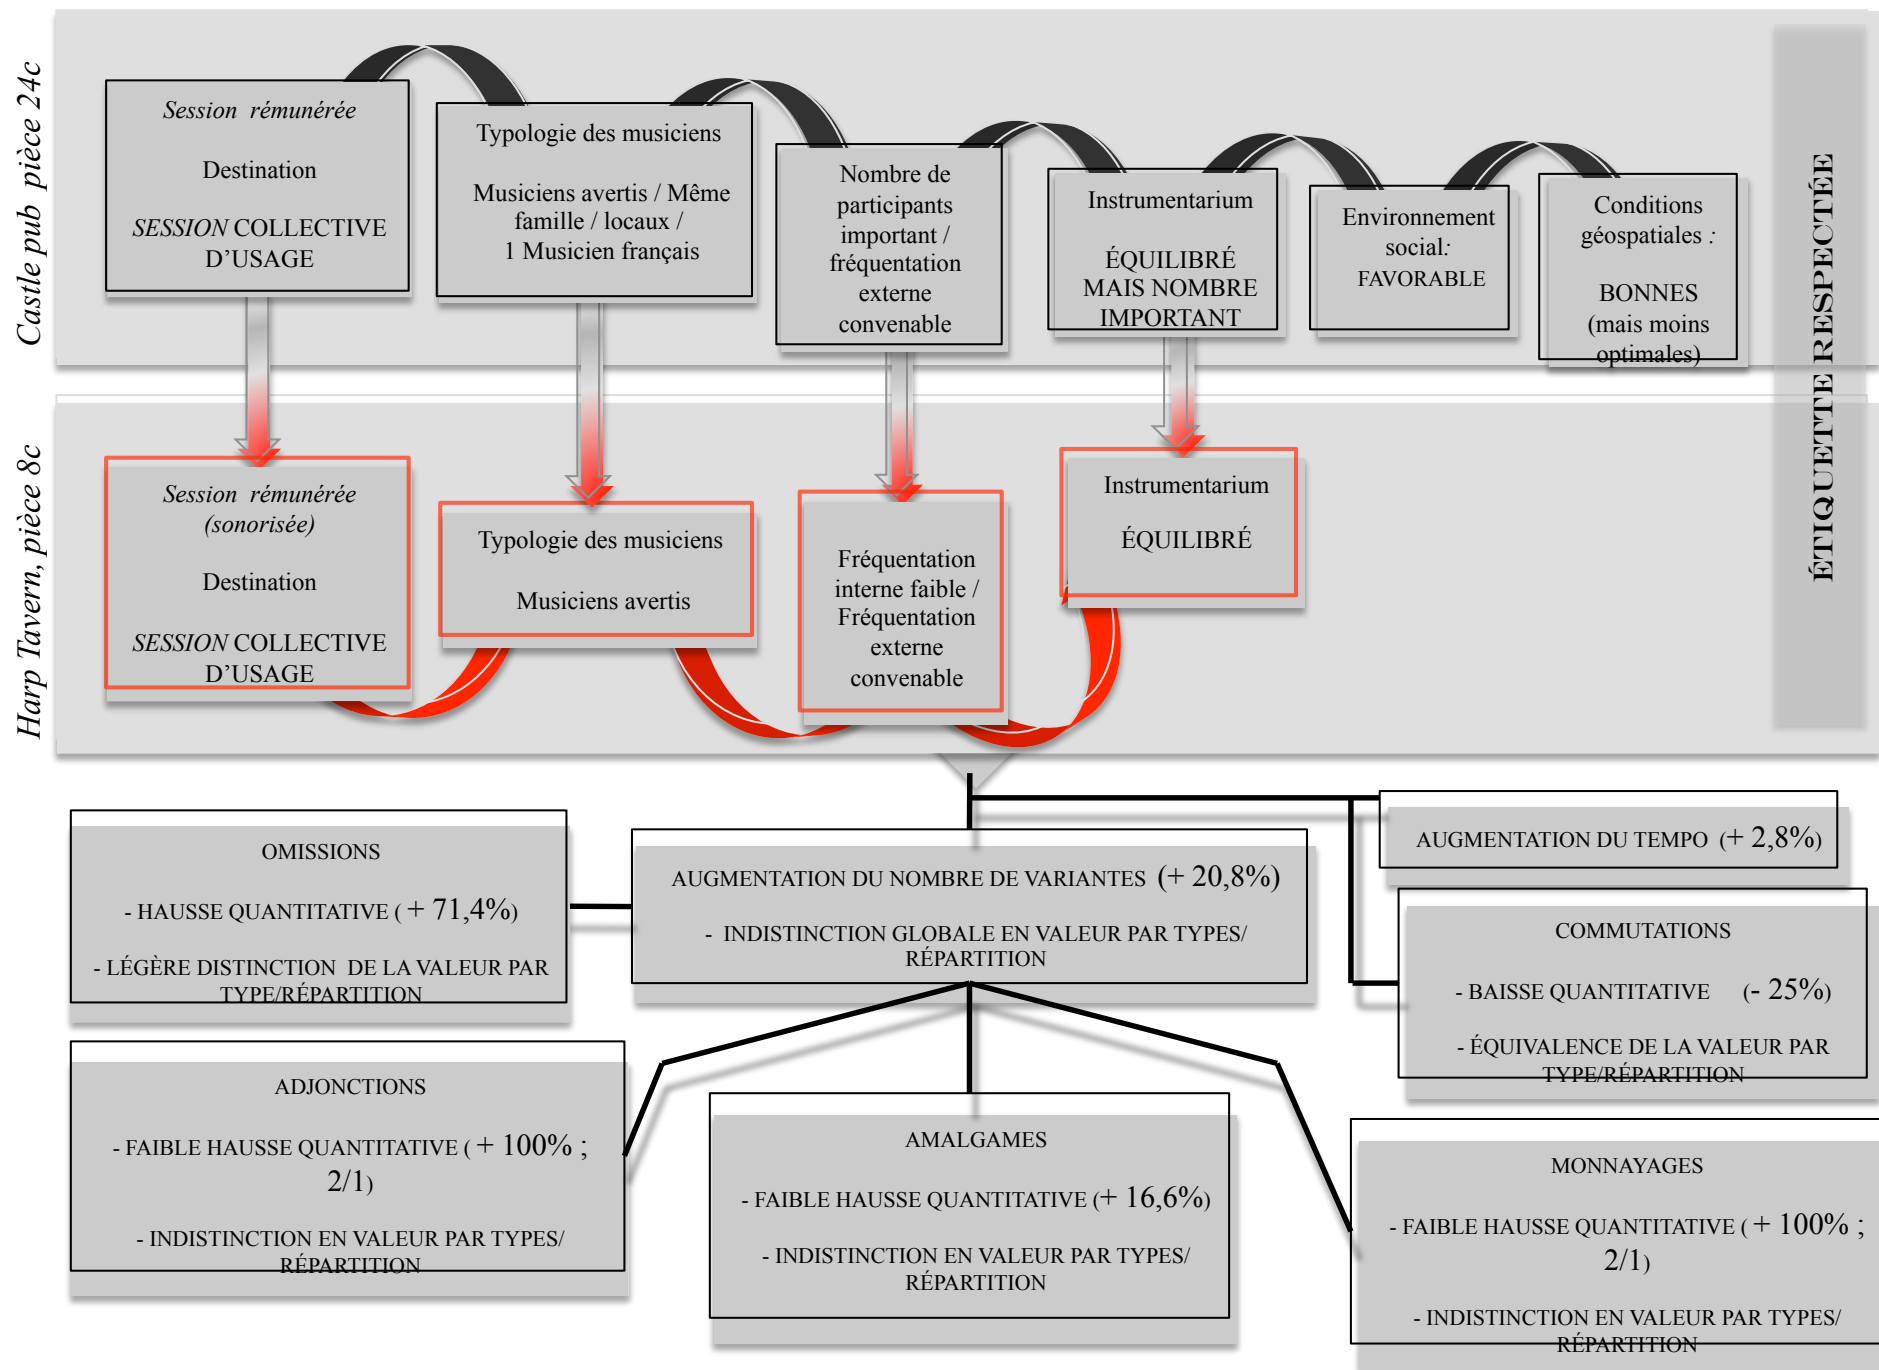 Castle pub pièce 24c
Session rémunérée
Destination
SESSION COLLECTIVE
D'USAGE
Typologie des musiciens
Musiciens avertis / Même
famille / locaux /
1 Musicien français
Nombre de
participants
important /
fréquentation
externe
convenable
Instrumentarium
ÉQUILIBRÉ
MAIS NOMBRE
IMPORTANT
Environnement
social:
FAVORABLE
Conditions
géospatiales :
BONNES
(mais moins
optimales)
ÉTIQUETTE RESPECTÉE
Harp Tavern, pièce 8c
Session rémunérée
(sonorisée)
Destination
SESSION COLLECTIVE
D'USAGE
Typologie des musiciens
Musiciens avertis
Fréquentation
interne faible /
Fréquentation
externe
convenable
Instrumentarium
ÉQUILIBRÉ
OMISSIONS
- HAUSSE QUANTITATIVE ( + 71,4%)
- LÉGÈRE DISTINCTION DE LA VALEUR PAR
TYPE/RÉPARTITION
AUGMENTATION DU NOMBRE DE VARIANTES (+ 20,8%)
- INDISTINCTION GLOBALE EN VALEUR PAR TYPES/
RÉPARTITION
AUGMENTATION DU TEMPO (+ 2,8%)
COMMUTATIONS
- BAISSE QUANTITATIVE (- 25%)
- ÉQUIVALENCE DE LA VALEUR PAR
TYPE/RÉPARTITION
ADJONCTIONS
- FAIBLE HAUSSE QUANTITATIVE ( + 100% ;
2/1)
- INDISTINCTION EN VALEUR PAR TYPES/
RÉPARTITION
AMALGAMES
- FAIBLE HAUSSE QUANTITATIVE (+ 16,6%)
- INDISTINCTION EN VALEUR PAR TYPES/
RÉPARTITION
MONNAYAGES
- FAIBLE HAUSSE QUANTITATIVE ( + 100% ;
2/1)
- INDISTINCTION EN VALEUR PAR TYPES/
RÉPARTITION